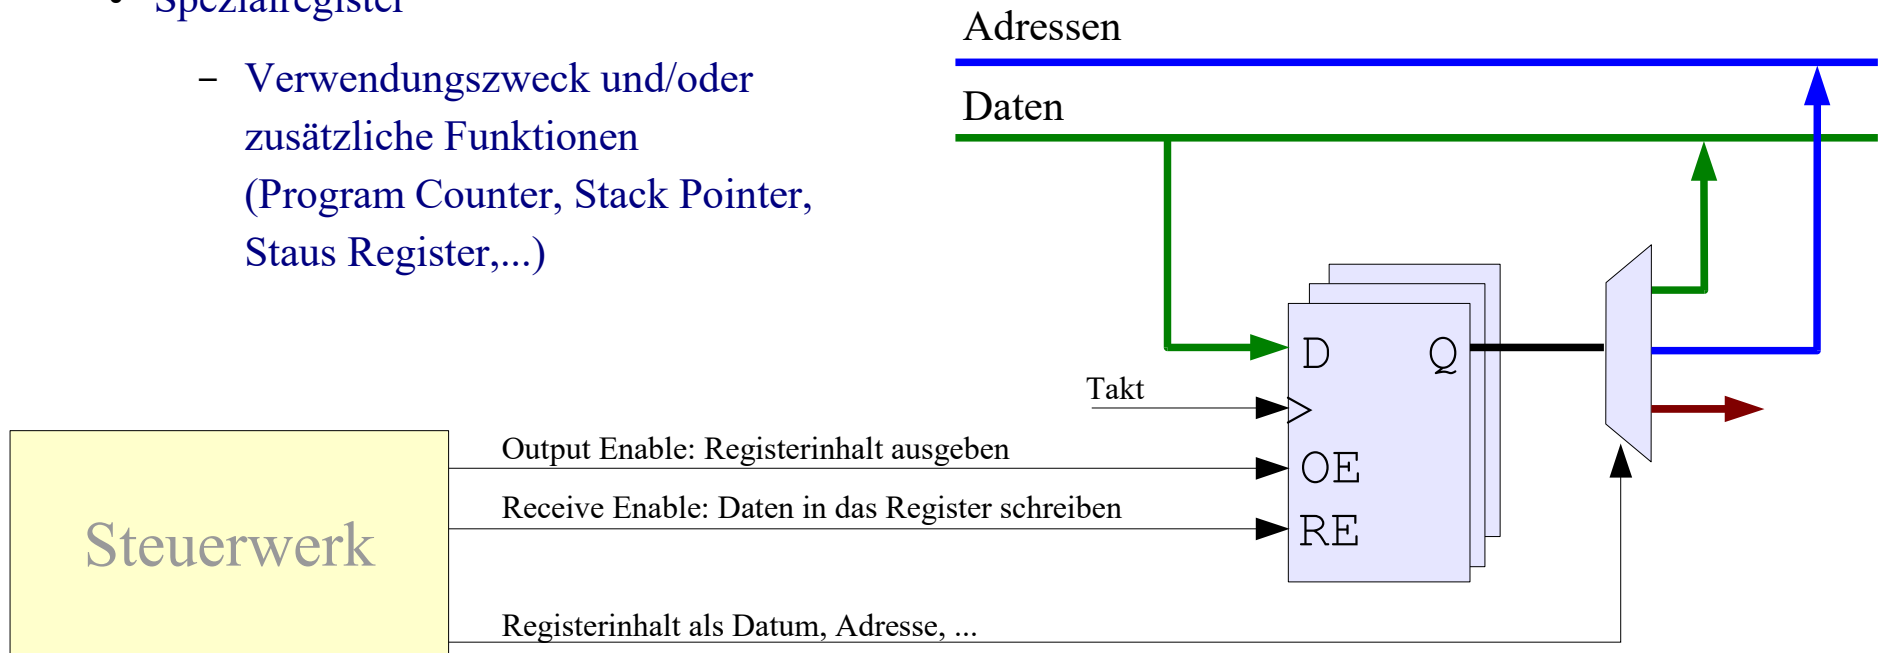 • Spezialregister
– Verwendungszweck und/oder
zusätzliche Funktionen
(Program Counter, Stack Pointer,
Staus Register,...)
Adressen
Daten
D Q
Takt
Output Enable: Registerinhalt ausgeben
OE
Receive Enable: Daten in das Register schreiben
RE
Steuerwerk
Registerinhalt als Datum, Adresse, ...